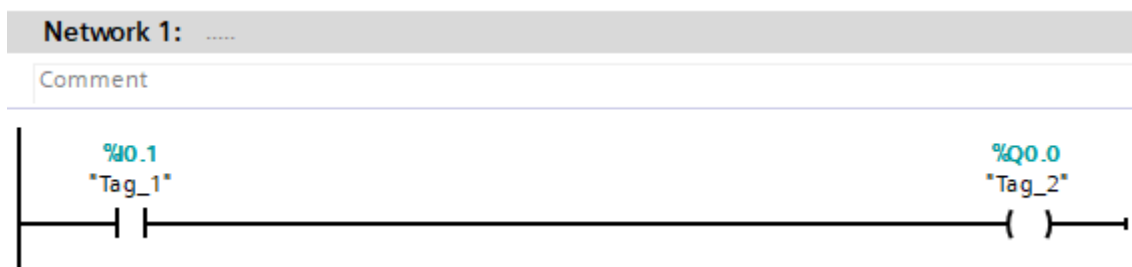 Network 1: .....
Comment
%I0.1 %Q0.0
"Tag_1" "Tag_2"